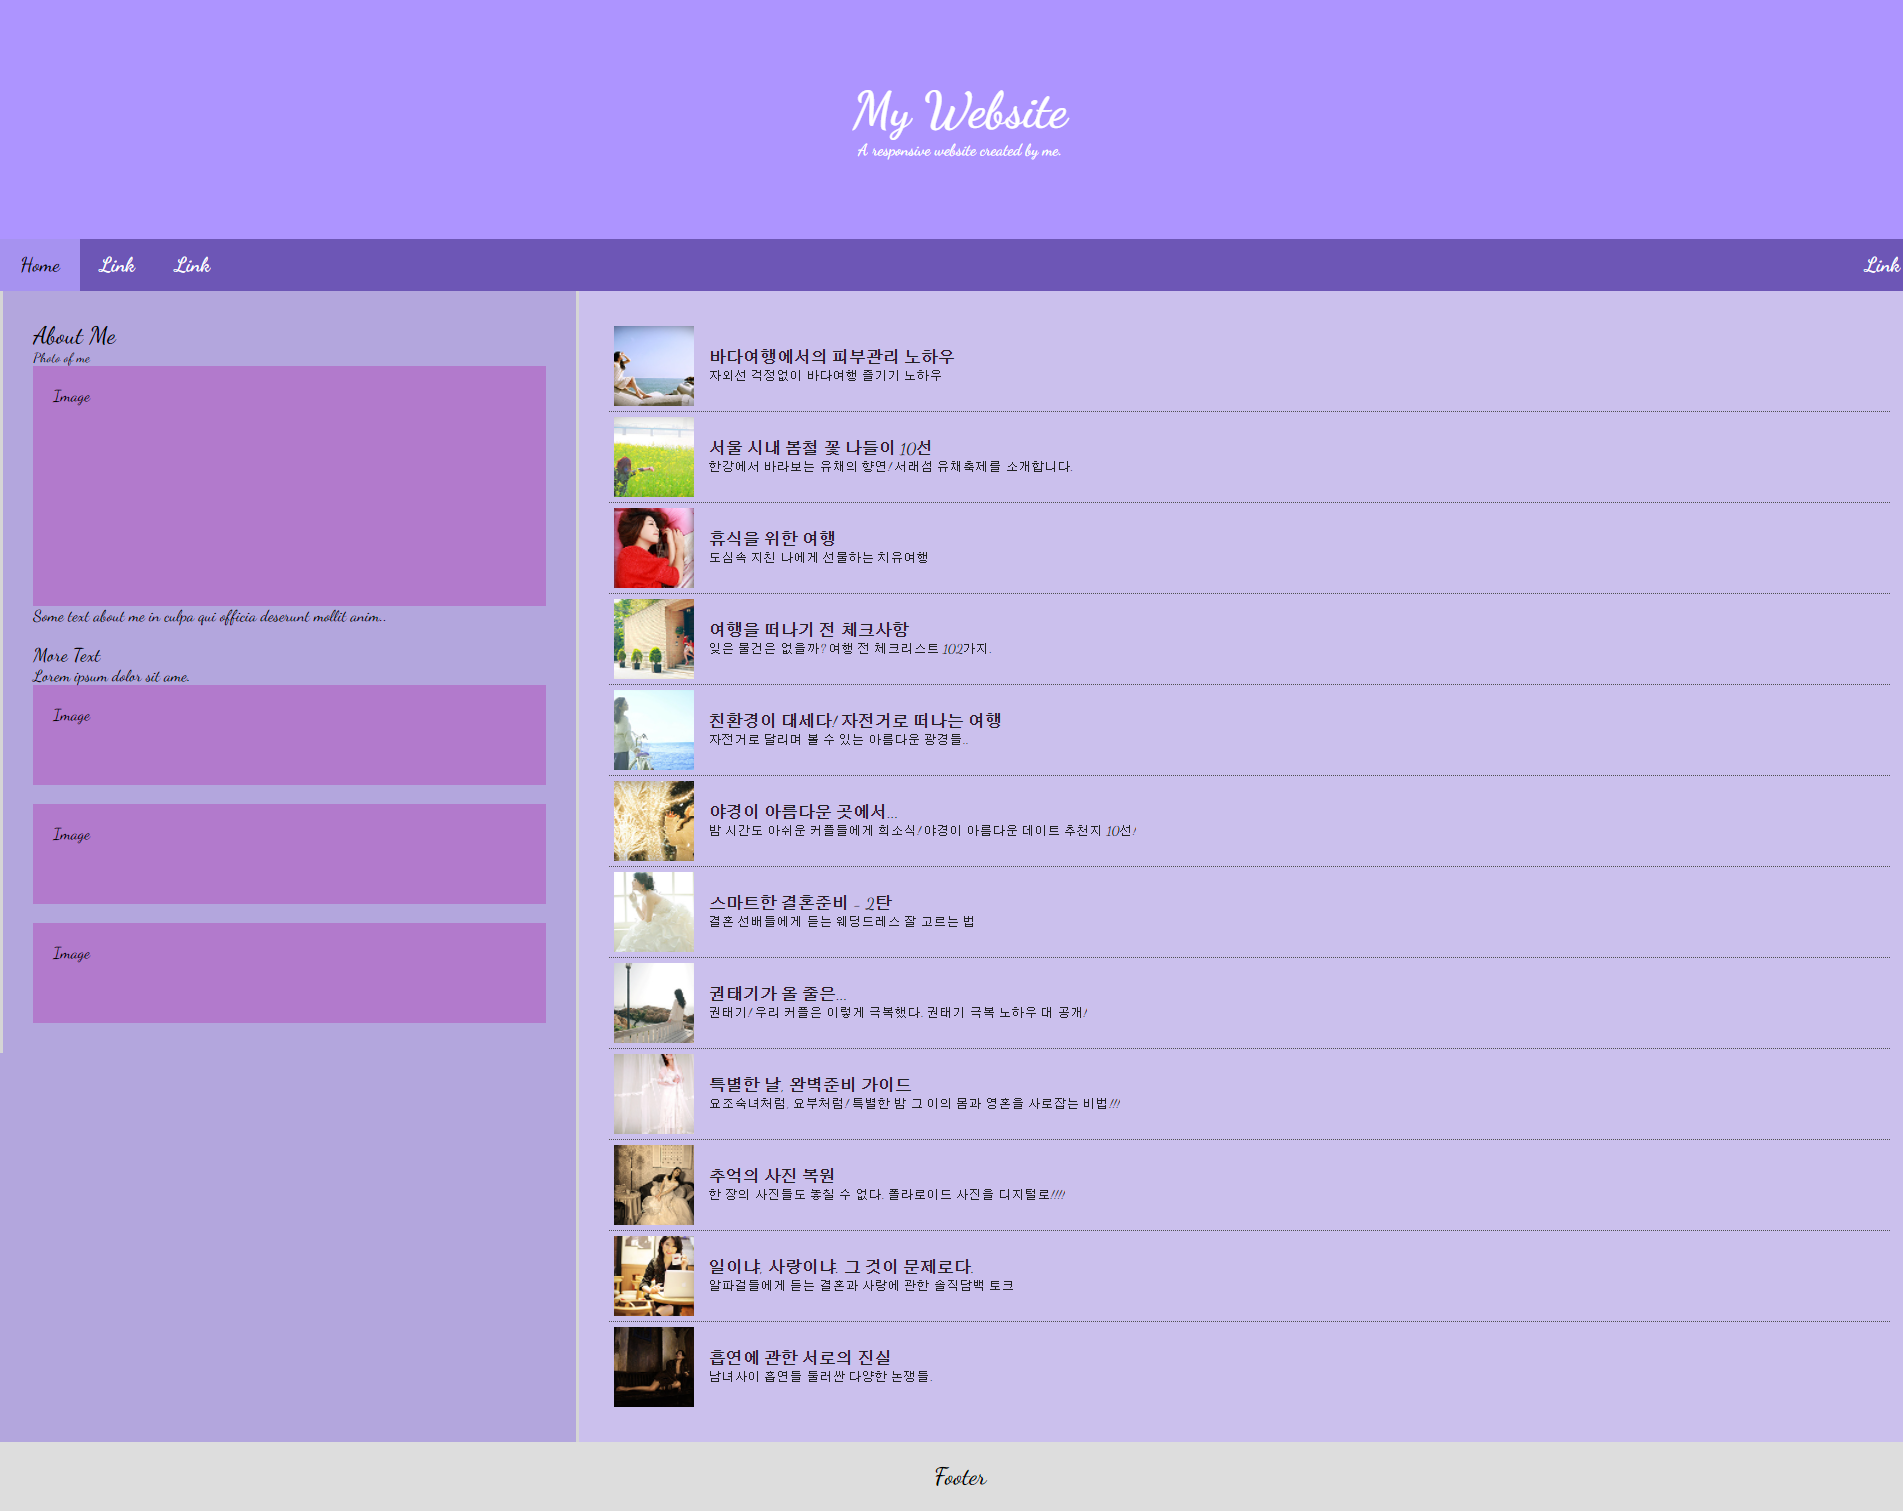 My Website
A responsive website created by me.
Home Link Link Link
About Me
Photo of me
Image
Some text about me in culpa qui officia deserunt mollit anim..
More Text
Lorem ipsum dolor sit ame.
Image
Image
Image
바다여행에서의 피부관리 노하우
자외선 걱정없이 바다여행 즐기기 노하우
서울 시내 봄철 꽃 나들이 10선
한강에서 바라보는 유채의 향연! 서래섬 유채축제를 소개합니다.
휴식을 위한 여행
도심속 지친 나에게 선물하는 치유여행
여행을 떠나기 전 체크사항
잊은 물건은 없을까? 여행 전 체크리스트 102가지.
친환경이 대세다! 자전거로 떠나는 여행
자전거로 달리며 볼 수 있는 아름다운 광경들..
야경이 아름다운 곳에서...
밤 시간도 아쉬운 커플들에게 희소식! 야경이 아름다운 데이트 추천지 10선!
스마트한 결혼준비 - 2탄
결혼 선배들에게 듣는 웨딩드레스 잘 고르는 법
권태기가 올 줄은...
권태기! 우리 커플은 이렇게 극복했다. 권태기 극복 노하우 대 공개!
특별한 날, 완벽준비 가이드
요조숙녀처럼, 요부처럼! 특별한 밤 그 이의 몸과 영혼을 사로잡는 비법!!!
추억의 사진 복원
한 장의 사진들도 놓칠 수 없다. 폴라로이드 사진을 디지털로!!!!
일이냐, 사랑이냐. 그 것이 문제로다.
알파걸들에게 듣는 결혼과 사랑에 관한 솔직담백 토크
흡연에 관한 서로의 진실
남녀사이 흡연들 둘러싼 다양한 논쟁들.
Footer